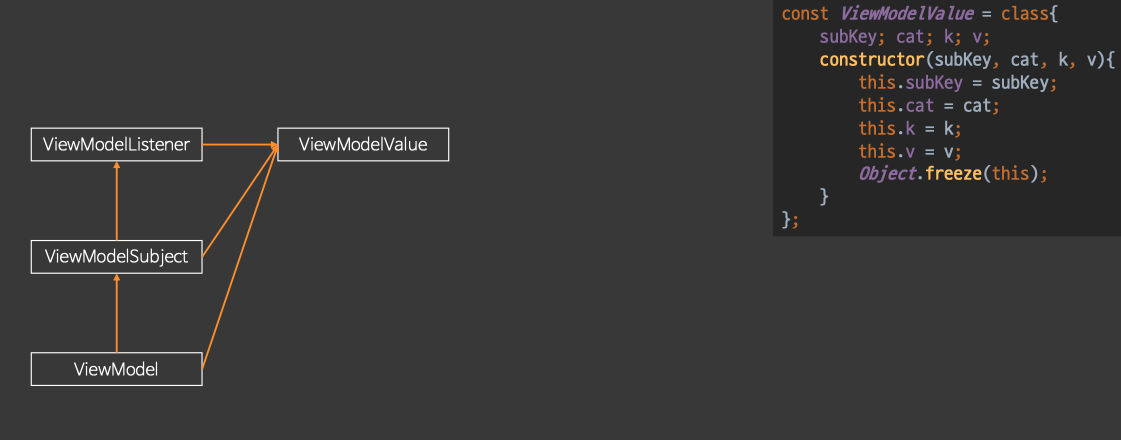 ViewModelListener
ViewModelValue
ViewModelSubject
ViewModel
const ViewModelValue = class{
    subKey; cat; k; v;
    constructor(subKey, cat, k, v){
        this.subKey = subKey;
        this.cat = cat;
        this.k = k;
        this.v = v;
        Object.freeze(this);
    }
};